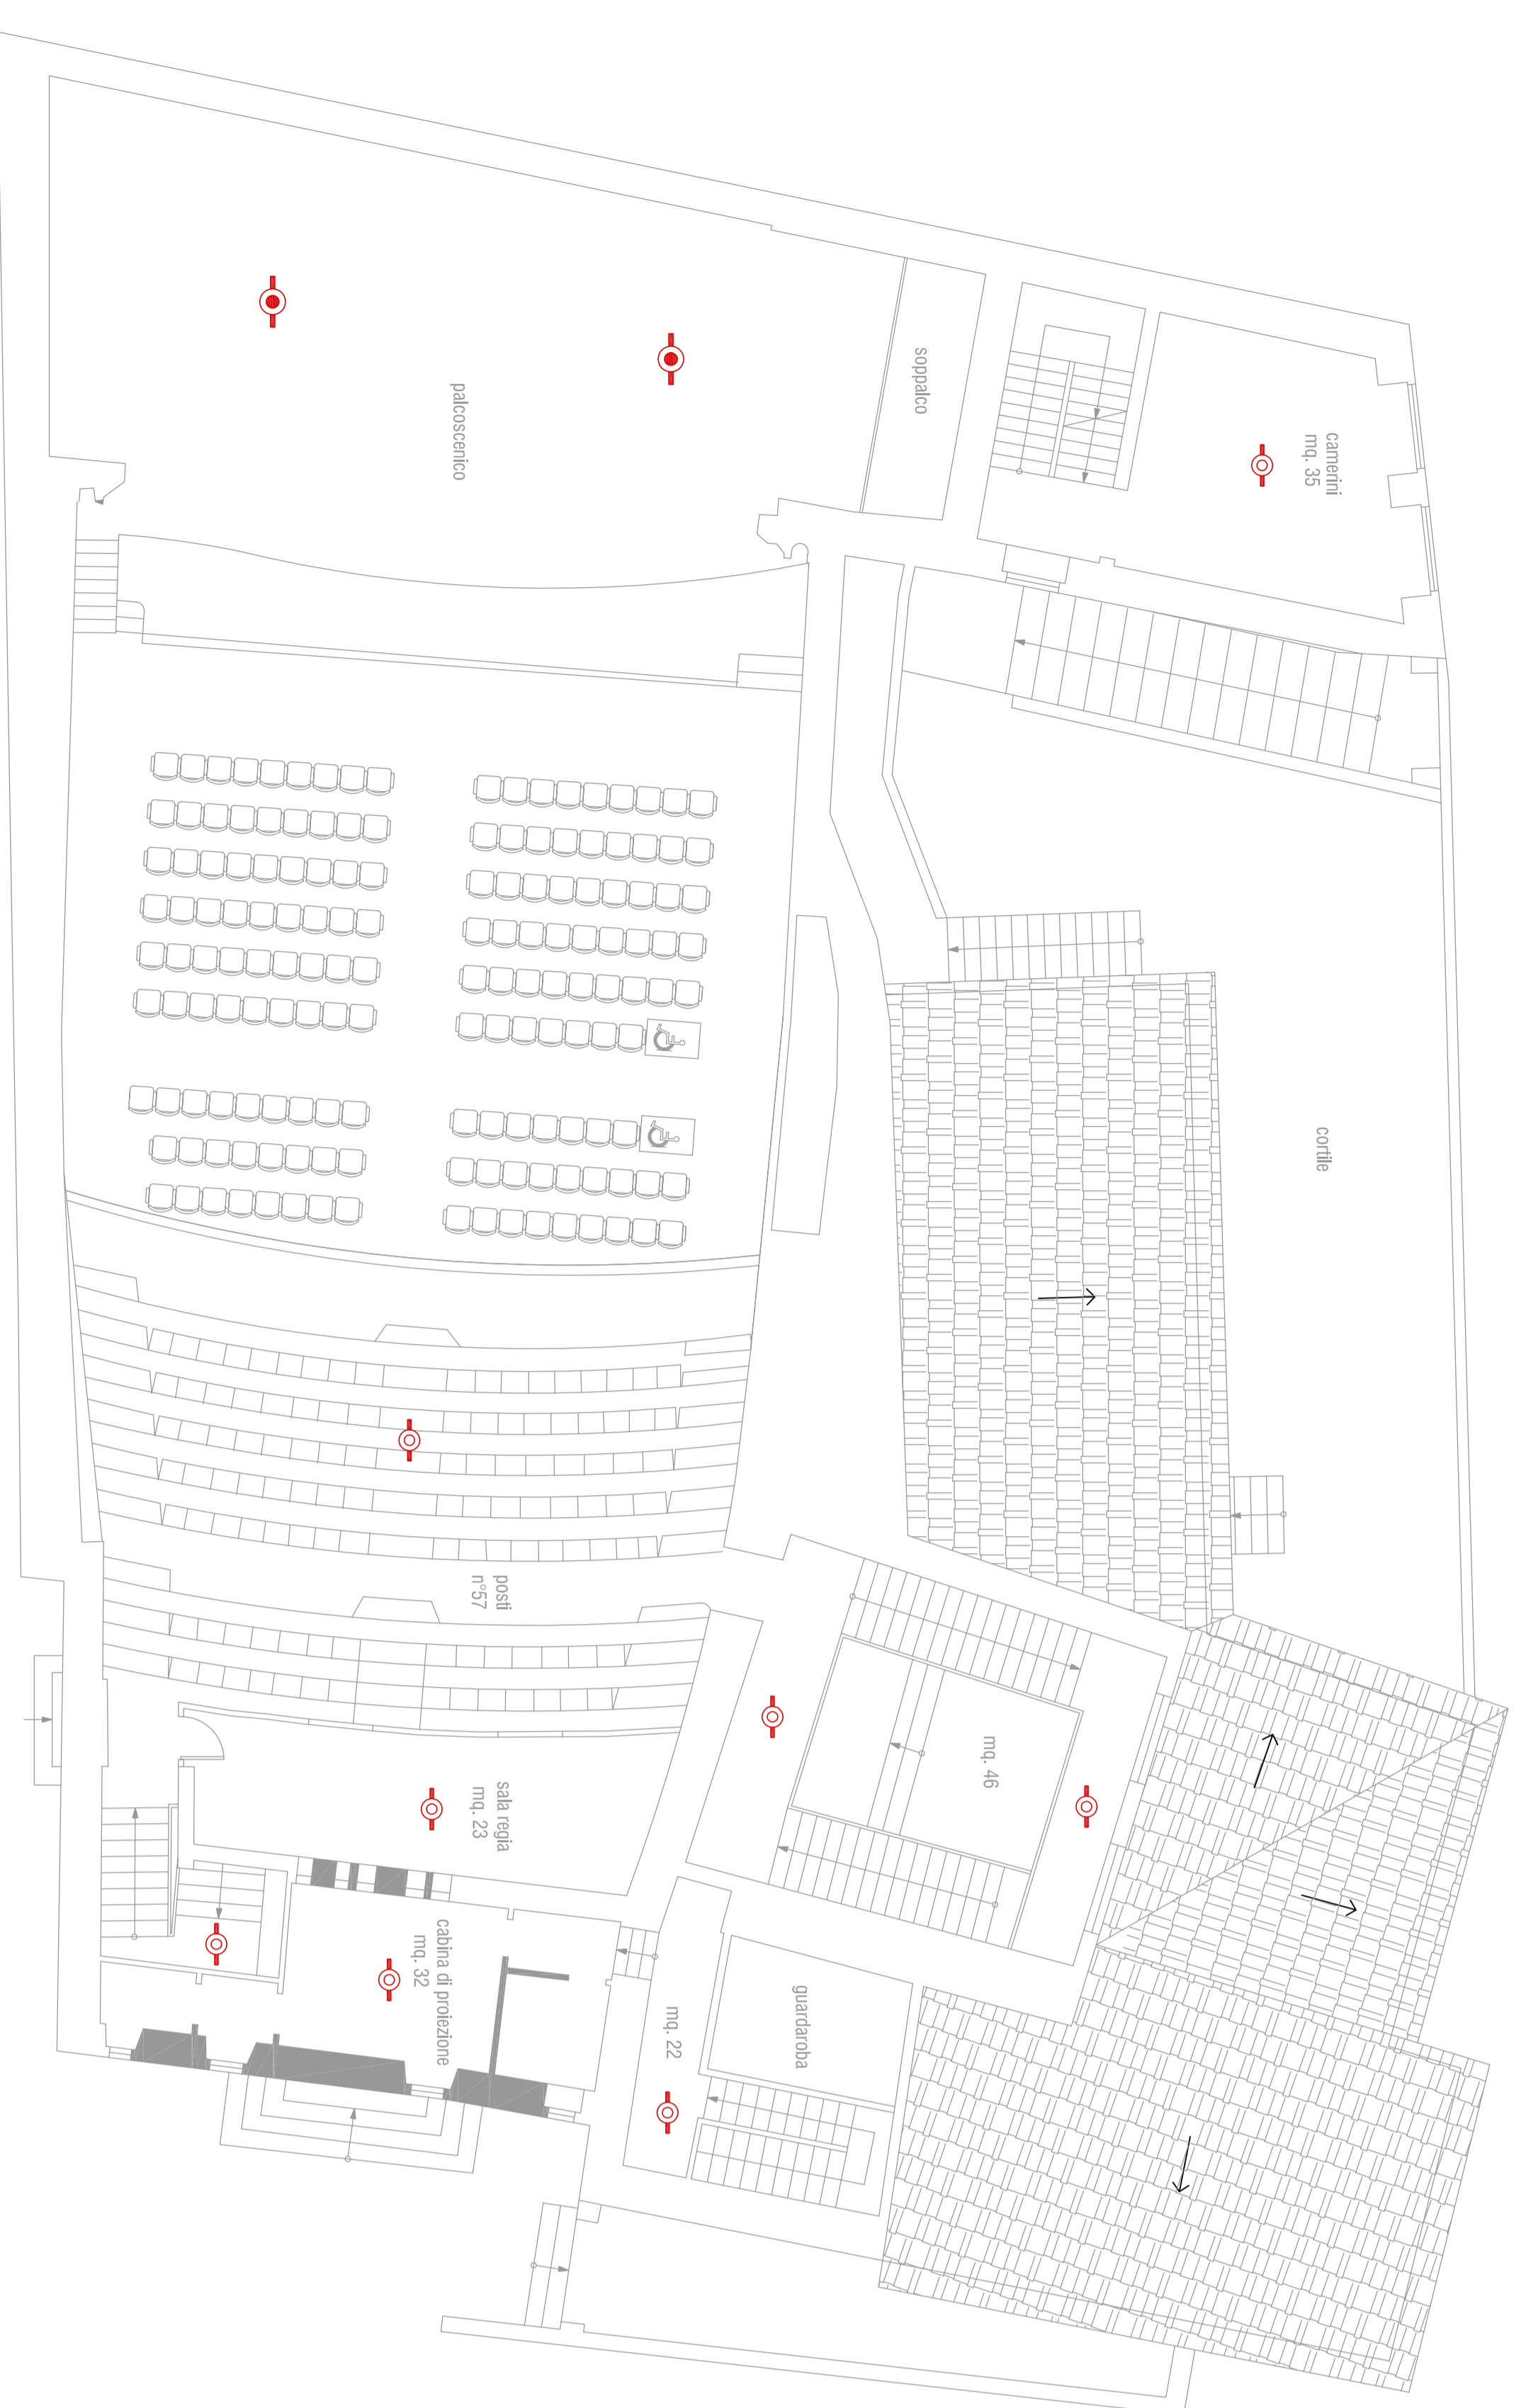 palcoscenico
soppalco
camerini
mq. 35
cortile
posti
n°57
mq. 46
sala regia
mq. 23
cabina di proiezione
mq. 32
mq. 22
guardaroba